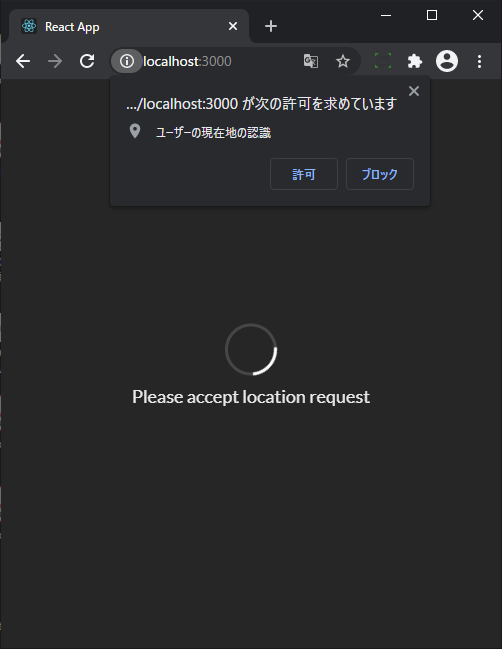 React App
localhost:3000
.../localhost:3000 が次の許可を求めています
ユーザーの現在地の認識
許可 ブロック
Please accept location request